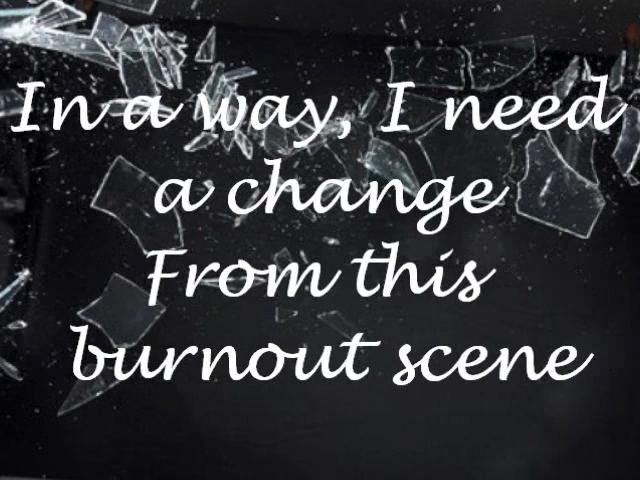 In a way, I need
a change
From this
burnout scene